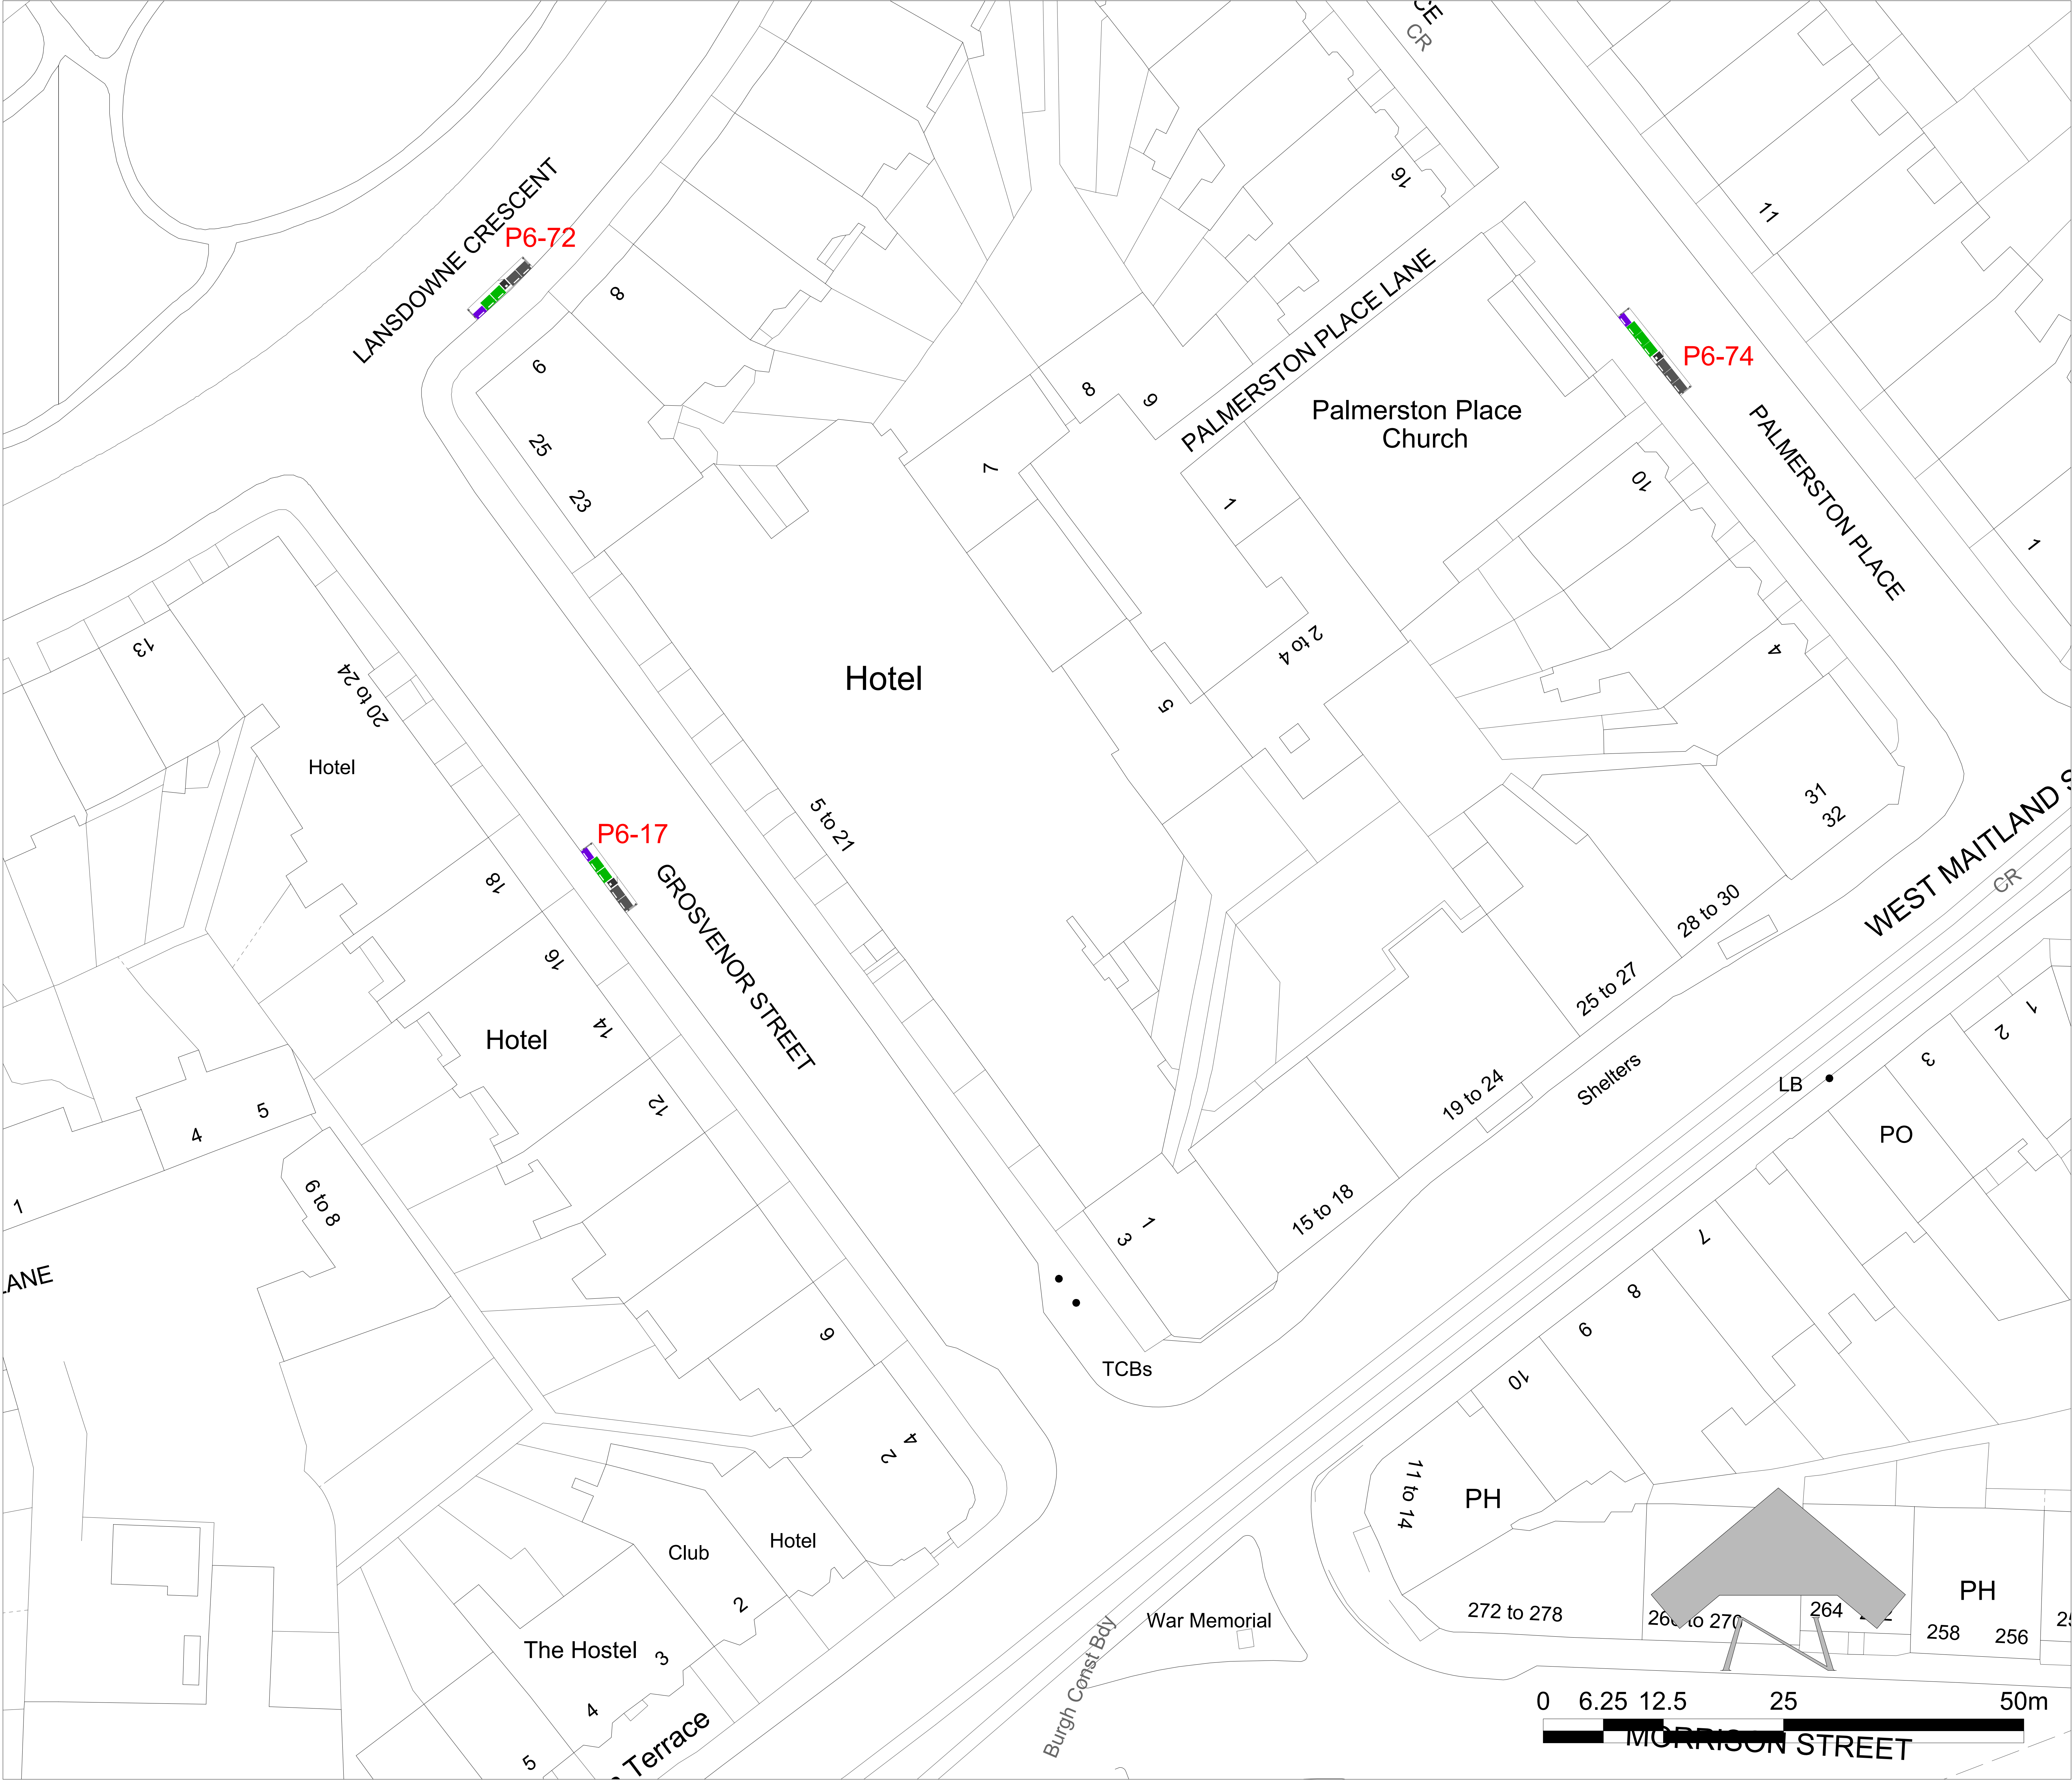 CE
CR
LANSDOWNE CRESCENT
P6-72
16
11
8
6
25
23
PALMERSTON PLACE LANE
P6-74
Palmerston Place
Church
PALMERSTON PLACE
8
9
7
1
10
1
13
20 to 24
Hotel
Hotel
2 to 4
5
4
5 to 21
P6-17
GROSVENOR STREET
18
16
14
12
Hotel
31
32
WEST MAITLAND S
CR
28 to 30
25 to 27
19 to 24
15 to 18
Shelters
LB
PO
1
2
3
5
4
1
6 to 8
LANE
1
3
TCBs
7
8
9
10
6
4
2
11 to 14
PH
Hotel
Club
2
The Hostel
3
4
5
Terrace
War Memorial
Burgh Const Bdy
272 to 278
266 to 270
264
PH
258
256
25
0 6.25 12.5 25 50m
MORRISON STREET